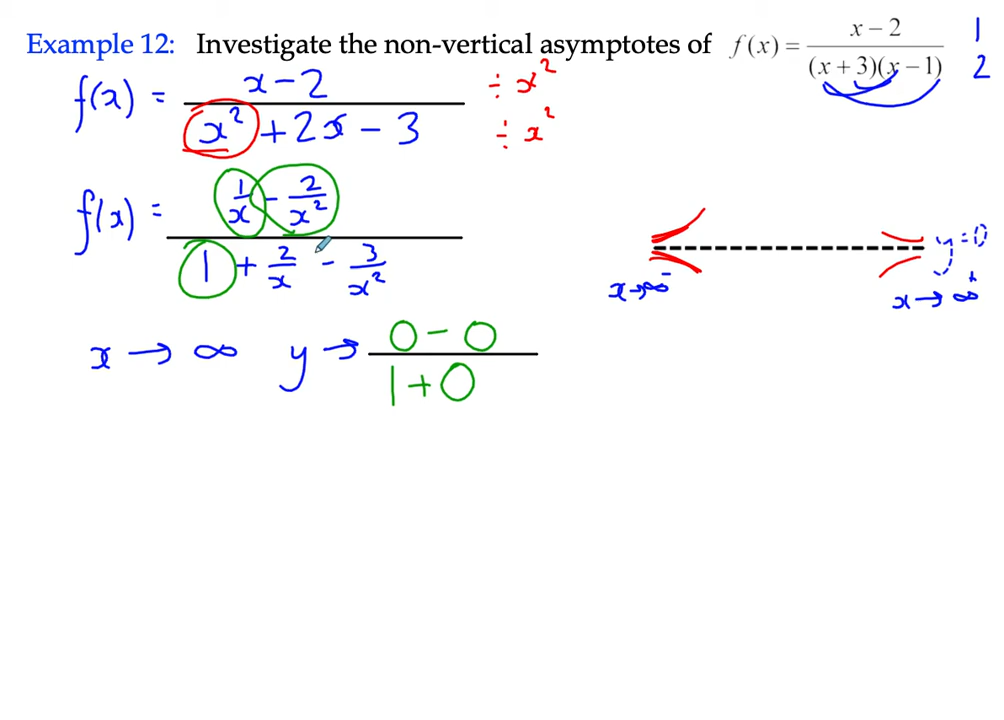 Example 12: Investigate the non-vertical asymptotes of f(x) = (x − 2)/((x + 3)(x − 1)) 1 2
f(x) = (x − 2)/(x² + 2x − 3) ÷ x² ÷ x²
f(x) = (1/x − 2/x²)/(1 + 2/x − 3/x²)
y = 0
x → ∞⁻
x → ∞⁺
x → ∞ y → (0 − 0)/(1 + 0)